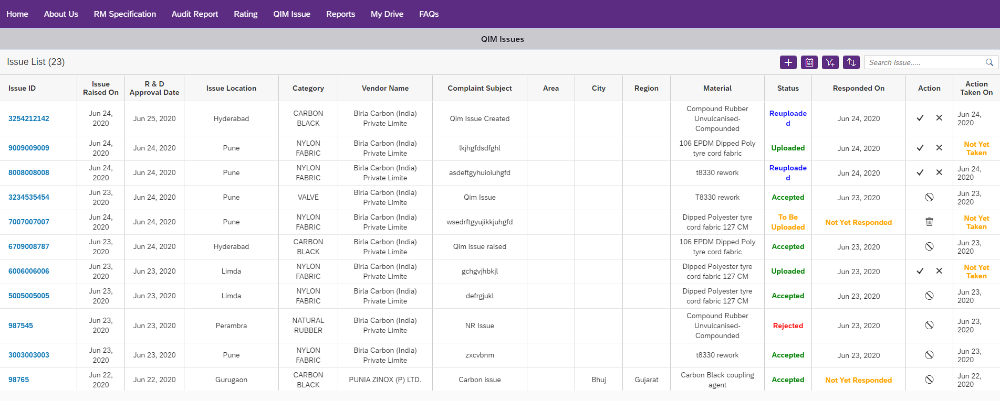 Home About Us RM Specification Audit Report Rating QIM Issue Reports My Drive FAQs
QIM Issues
Issue List (23)
Search Issue.....
Issue ID Issue Raised On R & D Approval Date Issue Location Category Vendor Name Complaint Subject Area City Region Material Status Responded On Action Action Taken On
3254212142 Jun 24, 2020 Jun 25, 2020 Hyderabad CARBON BLACK Birla Carbon (India) Private Limite Qim Issue Created Compound Rubber Unvulcanised-Compounded Reuploaded Jun 24, 2020 Jun 24, 2020
9009009009 Jun 24, 2020 Jun 24, 2020 Pune NYLON FABRIC Birla Carbon (India) Private Limite lkjhgfdsdfghl 106 EPDM Dipped Poly tyre cord fabric Uploaded Jun 24, 2020 Not Yet Taken
8008008008 Jun 24, 2020 Jun 24, 2020 Pune NYLON FABRIC Birla Carbon (India) Private Limite asdeftgyhuioiuhgfd t8330 rework Reuploaded Jun 24, 2020 Jun 24, 2020
3234535454 Jun 23, 2020 Jun 24, 2020 Pune VALVE Birla Carbon (India) Private Limite Qim Issue T8330 rework Accepted Jun 23, 2020 Jun 23, 2020
7007007007 Jun 24, 2020 Jun 24, 2020 Pune NYLON FABRIC Birla Carbon (India) Private Limite wsedrftgyujikkjuhgfd Dipped Polyester tyre cord fabric 127 CM To Be Uploaded Not Yet Responded Not Yet Taken
6709008787 Jun 23, 2020 Jun 24, 2020 Hyderabad CARBON BLACK Birla Carbon (India) Private Limite Qim issue raised 106 EPDM Dipped Poly tyre cord fabric Accepted Jun 23, 2020 Jun 23, 2020
6006006006 Jun 23, 2020 Jun 23, 2020 Limda NYLON FABRIC Birla Carbon (India) Private Limite gchgvjhbkjl Dipped Polyester tyre cord fabric 127 CM Uploaded Jun 23, 2020 Not Yet Taken
5005005005 Jun 23, 2020 Jun 23, 2020 Limda NYLON FABRIC Birla Carbon (India) Private Limite defrgjukl Dipped Polyester tyre cord fabric 127 CM Accepted Jun 23, 2020 Jun 23, 2020
987545 Jun 23, 2020 Jun 23, 2020 Perambra NATURAL RUBBER Birla Carbon (India) Private Limite NR Issue Compound Rubber Unvulcanised-Compounded Rejected Jun 23, 2020 Jun 23, 2020
3003003003 Jun 23, 2020 Jun 23, 2020 Pune NYLON FABRIC Birla Carbon (India) Private Limite zxcvbnm t8330 rework Accepted Jun 23, 2020 Jun 23, 2020
98765 Jun 22, 2020 Jun 22, 2020 Gurugaon CARBON BLACK PUNIA ZINOX (P) LTD. Carbon issue Bhuj Gujarat Carbon Black coupling agent Accepted Not Yet Responded Jun 22, 2020